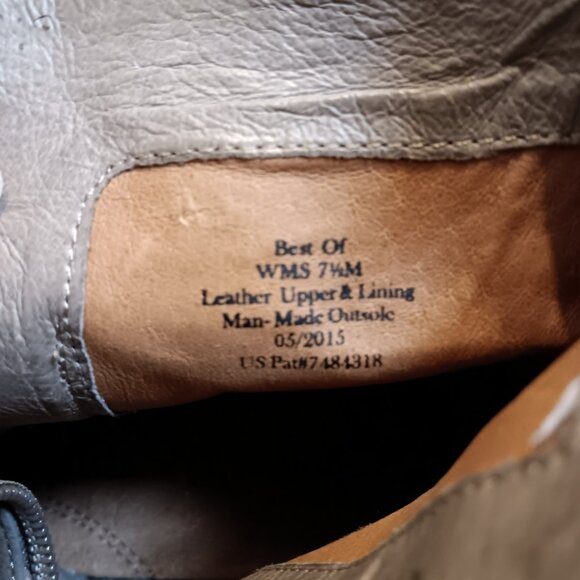 Best Of
WMS 7½M
Leather Upper & Lining
Man-Made Outsole
05/2015
US Pat#7484318